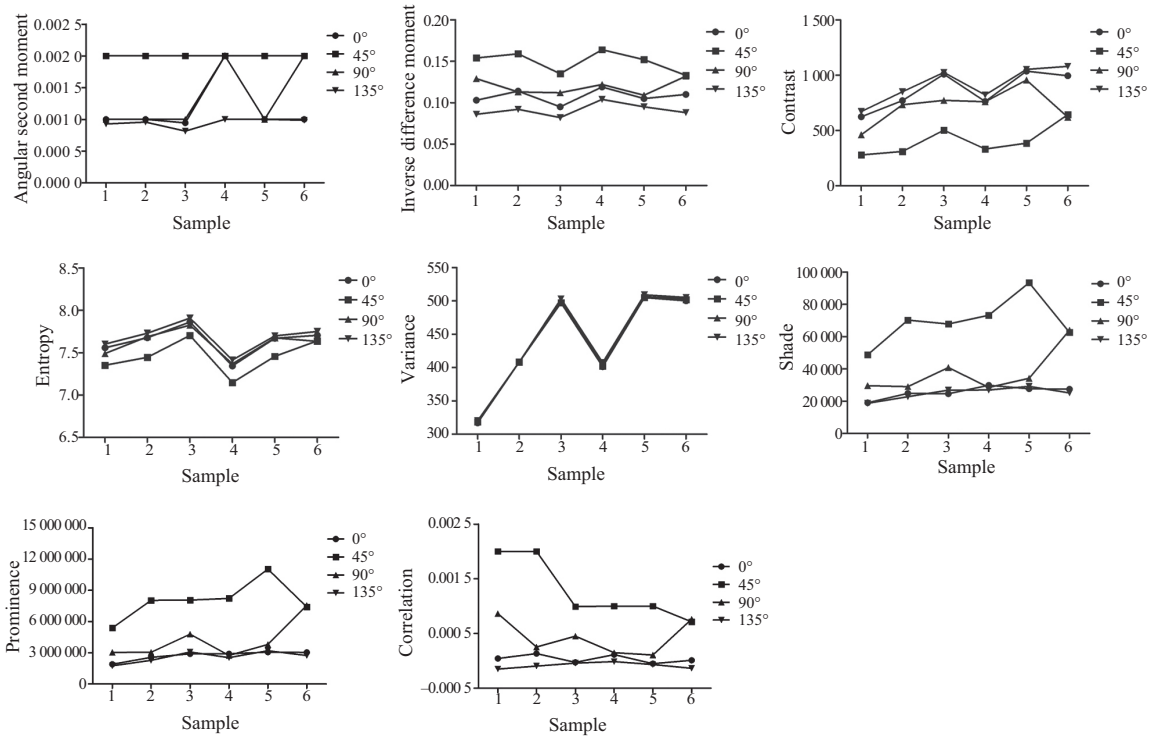 Angular second moment
0.002 5
0.002 0
0.001 5
0.001 0
0.000 5
0.000 0
1 2 3 4 5 6
Sample
0°
45°
90°
135°
Inverse difference moment
0.20
0.15
0.10
0.05
0.00
1 2 3 4 5 6
Sample
0°
45°
90°
135°
Contrast
1 500
1 000
500
0
1 2 3 4 5 6
Sample
0°
45°
90°
135°
Entropy
8.5
8.0
7.5
7.0
6.5
1 2 3 4 5 6
Sample
0°
45°
90°
135°
Variance
550
500
450
400
350
300
1 2 3 4 5 6
Sample
0°
45°
90°
135°
Shade
100 000
80 000
60 000
40 000
20 000
0
1 2 3 4 5 6
Sample
0°
45°
90°
135°
Prominence
15 000 000
12 000 000
9 000 000
6 000 000
3 000 000
0
1 2 3 4 5 6
Sample
0°
45°
90°
135°
Correlation
0.002 5
0.001 5
0.000 5
–0.000 5
1 2 3 4 5 6
Sample
0°
45°
90°
135°